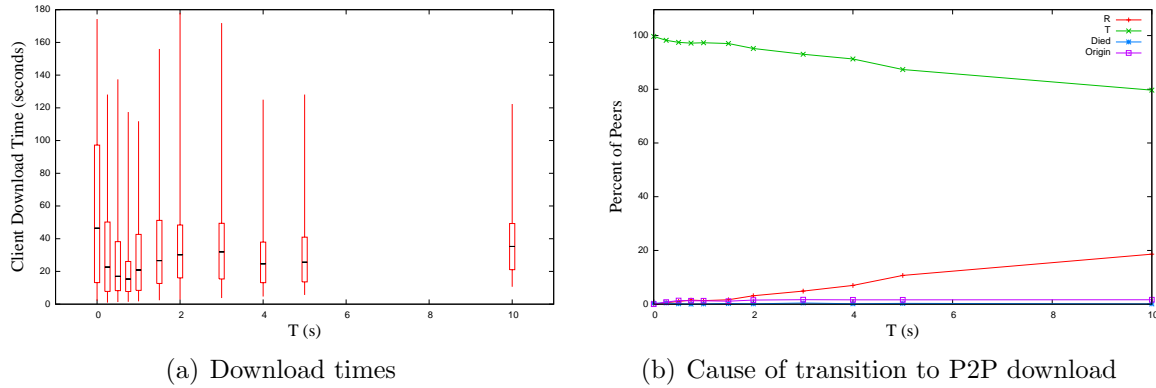 180
160
140
120
100
80
60
40
20
0
Client Download Time (seconds)
0
2
4
6
8
10
T (s)
(a) Download times
100
80
60
40
20
0
Percent of Peers
R
T
Died
Origin
0
2
4
6
8
10
T (s)
(b) Cause of transition to P2P download